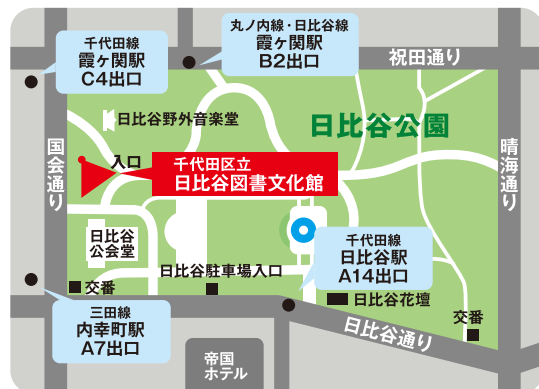 千代田線
霞ヶ関駅
C4出口
丸ノ内線・日比谷線
霞ヶ関駅
B2出口
祝田通り
日比谷野外音楽堂
日比谷公園
国会通り
入口
千代田区立
日比谷図書文化館
晴海通り
日比谷
公会堂
千代田線
日比谷駅
A14出口
日比谷駐車場入口
交番
日比谷花壇
三田線
内幸町駅
A7出口
日比谷通り
交番
帝国
ホテル